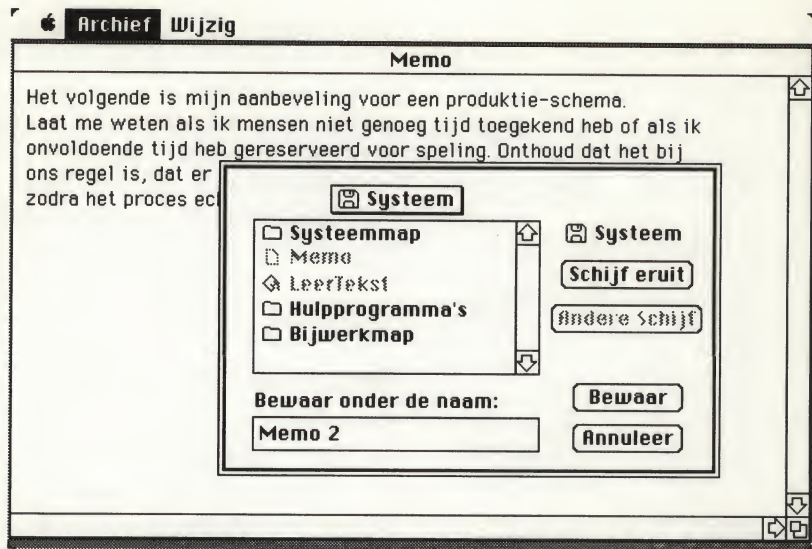 Archief Wijzig
Memo
Het volgende is mijn aanbeveling voor een produktie-schema.
Laat me weten als ik mensen niet genoeg tijd toegekend heb of als ik
onvoldoende tijd heb gereserveerd voor speling. Onthoud dat het bij
ons regel is, dat er
zodra het proces ec
Systeem
Systeemmap
Memo
LeerTekst
Hulpprogramma's
Bijwerkmap
Systeem
Schijf eruit
Andere Schijf
Bewaar onder de naam:
Memo 2
Bewaar
Annuleer